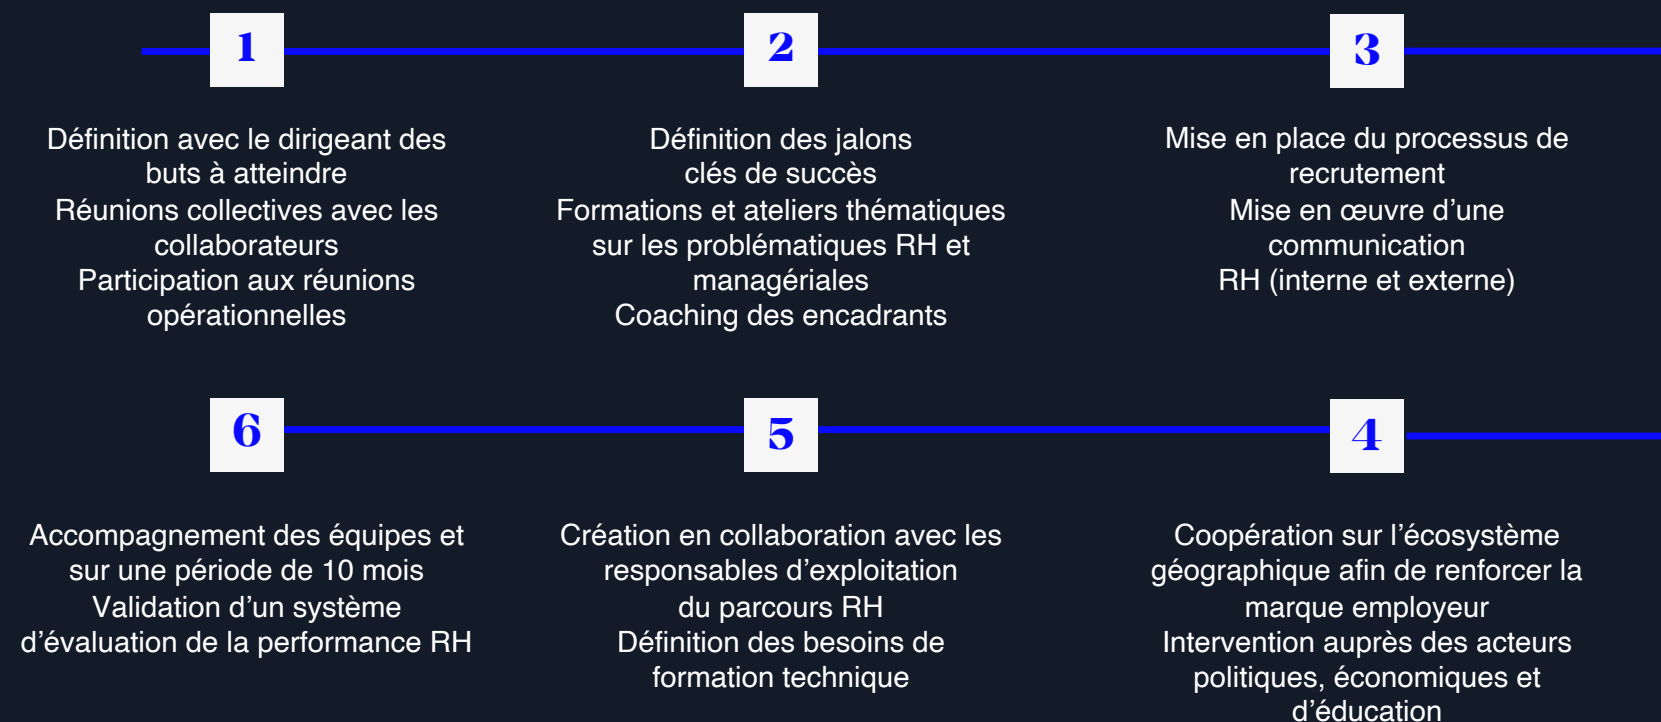 1
Définition avec le dirigeant des
buts à atteindre
Réunions collectives avec les
collaborateurs
Participation aux réunions
opérationnelles
2
Définition des jalons
clés de succès
Formations et ateliers thématiques
sur les problématiques RH et
managériales
Coaching des encadrants
3
Mise en place du processus de
recrutement
Mise en œuvre d’une
communication
RH (interne et externe)
6
Accompagnement des équipes et
sur une période de 10 mois
Validation d’un système
d’évaluation de la performance RH
5
Création en collaboration avec les
responsables d’exploitation
du parcours RH
Définition des besoins de
formation technique
4
Coopération sur l’écosystème
géographique afin de renforcer la
marque employeur
Intervention auprès des acteurs
politiques, économiques et
d’éducation